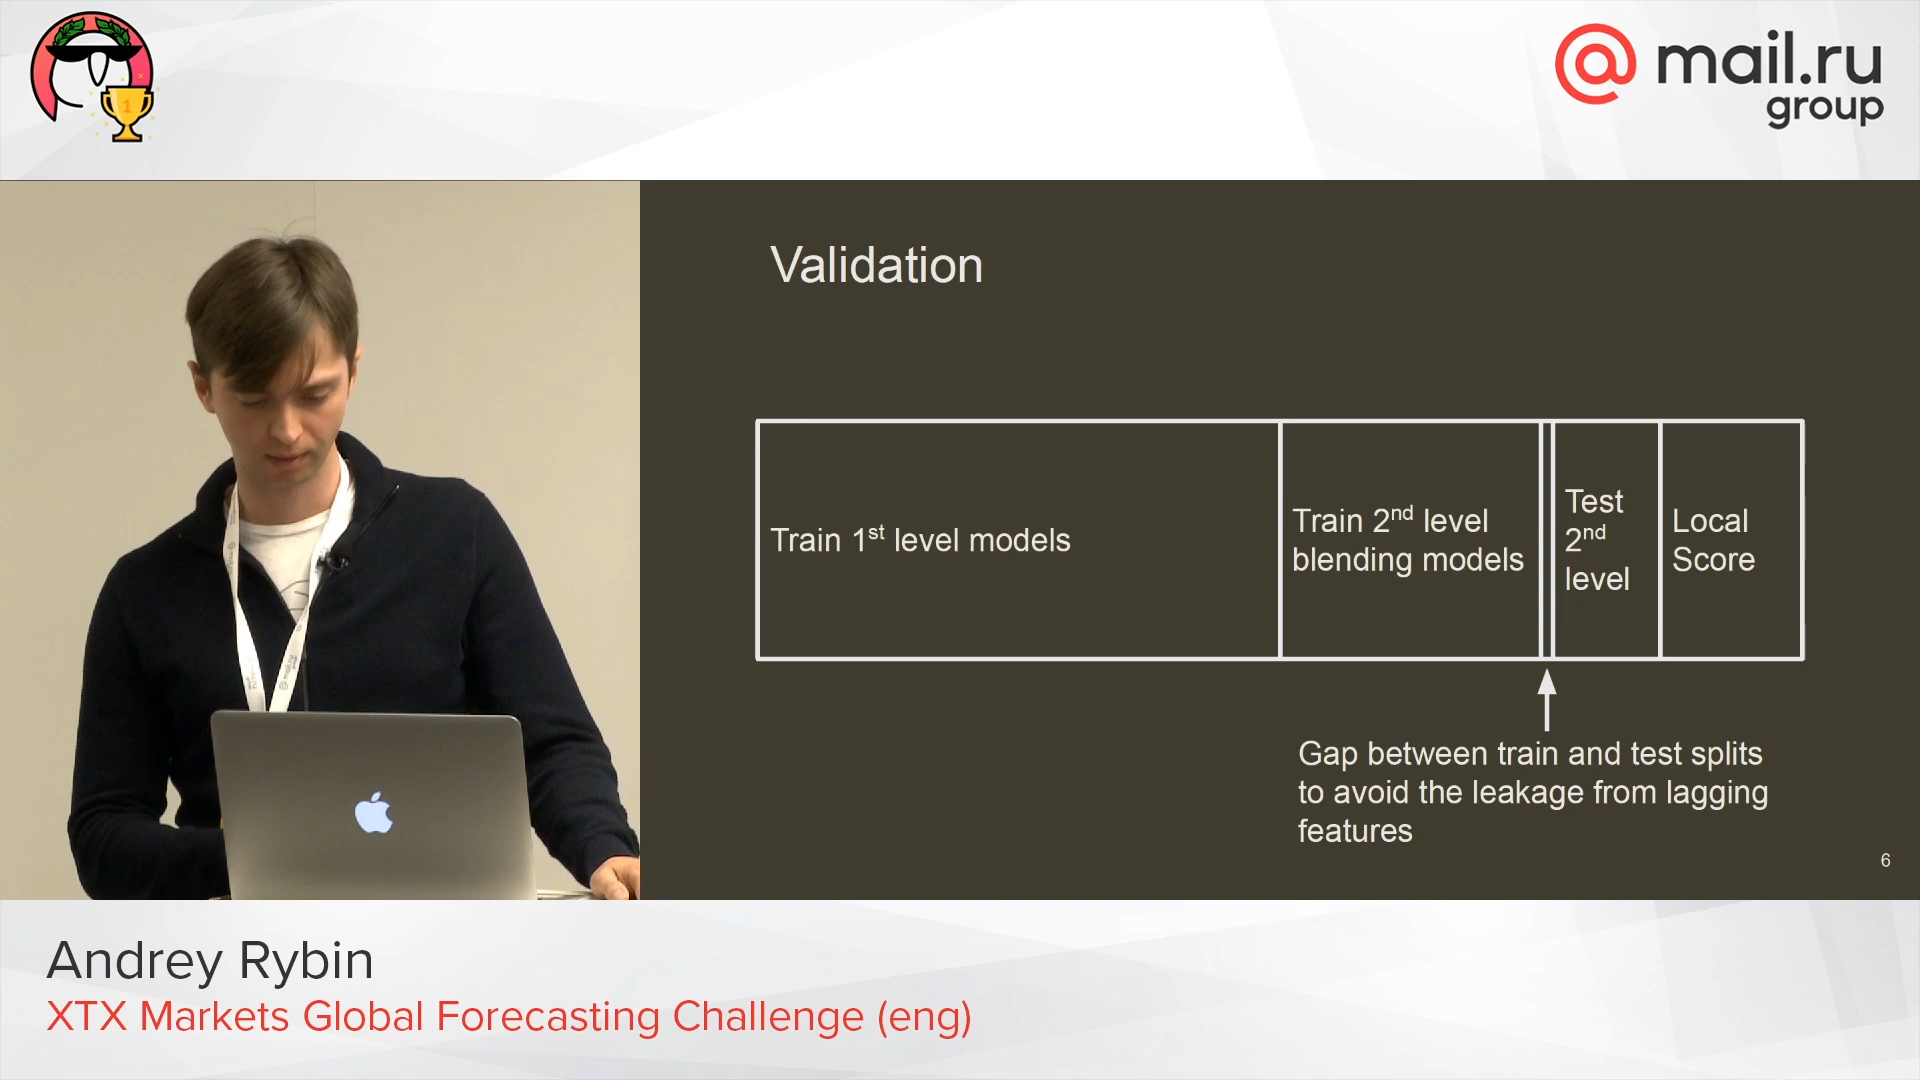 @ mail.ru
group
1
Validation
Train 1st level models
Train 2nd level
blending models
Test
2nd
level
Local
Score
Gap between train and test splits
to avoid the leakage from lagging
features
6
Andrey Rybin
XTX Markets Global Forecasting Challenge (eng)